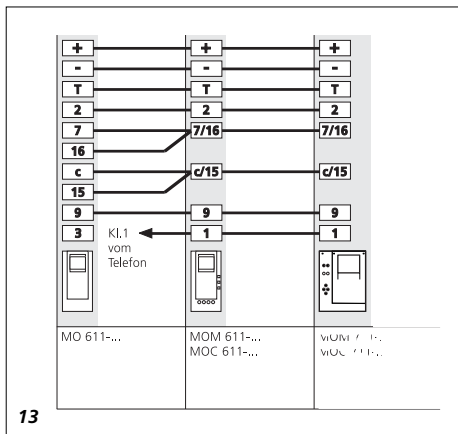 + + +
- - -
T T T
2 2 2
7 7/16 7/16
16
c c/15 c/15
15
9 9 9
3 Kl.1 1 1
vom
Telefon
MO 611-...
MOM 611-...
MOC 611-...
13